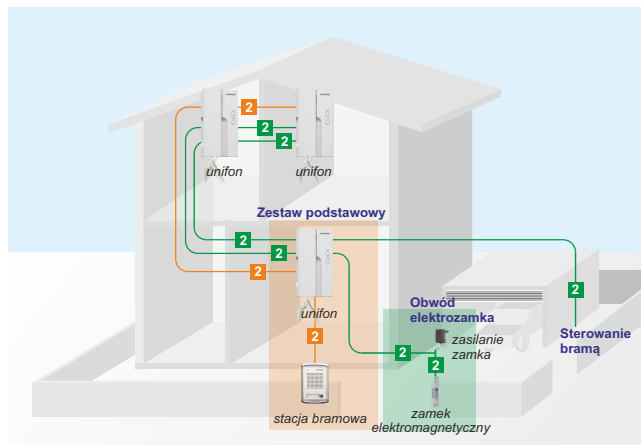 2
2
2
unifon
unifon
Zestaw podstawowy
2
2
2
2
unifon
Obwód
elektrozamka
Sterowanie
bramą
2
zasilanie
zamka
2
2
stacja bramowa
zamek
elektromagnetyczny